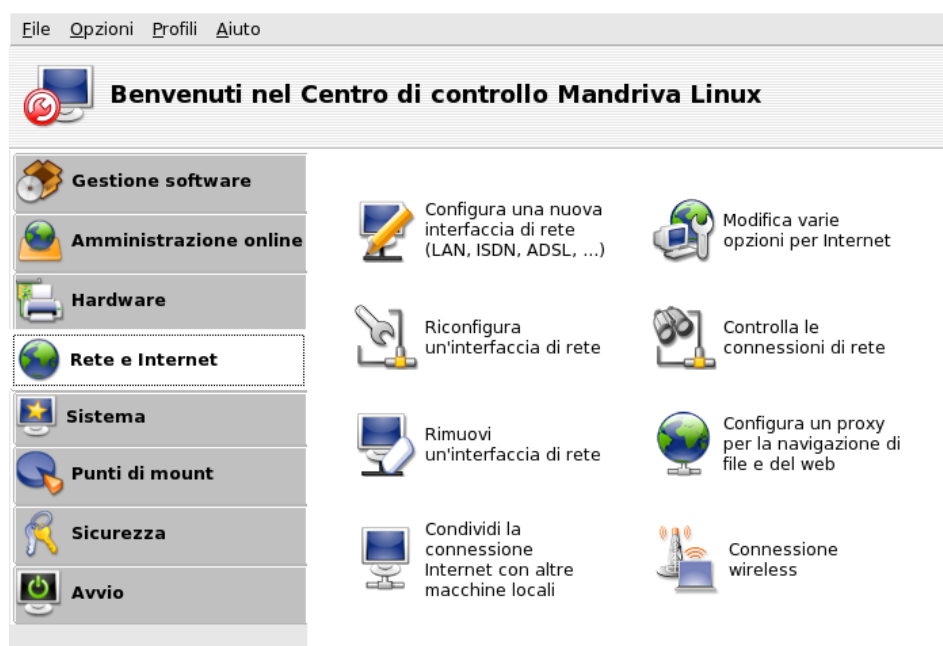 File Opzioni Profili Aiuto
Benvenuti nel Centro di controllo Mandriva Linux
Gestione software
Amministrazione online
Hardware
Rete e Internet
Sistema
Punti di mount
Sicurezza
Avvio
Configura una nuova
interfaccia di rete
(LAN, ISDN, ADSL, ...)
Modifica varie
opzioni per Internet
Riconfigura
un'interfaccia di rete
Controlla le
connessioni di rete
Rimuovi
un'interfaccia di rete
Configura un proxy
per la navigazione di
file e del web
Condividi la
connessione
Internet con altre
macchine locali
Connessione
wireless